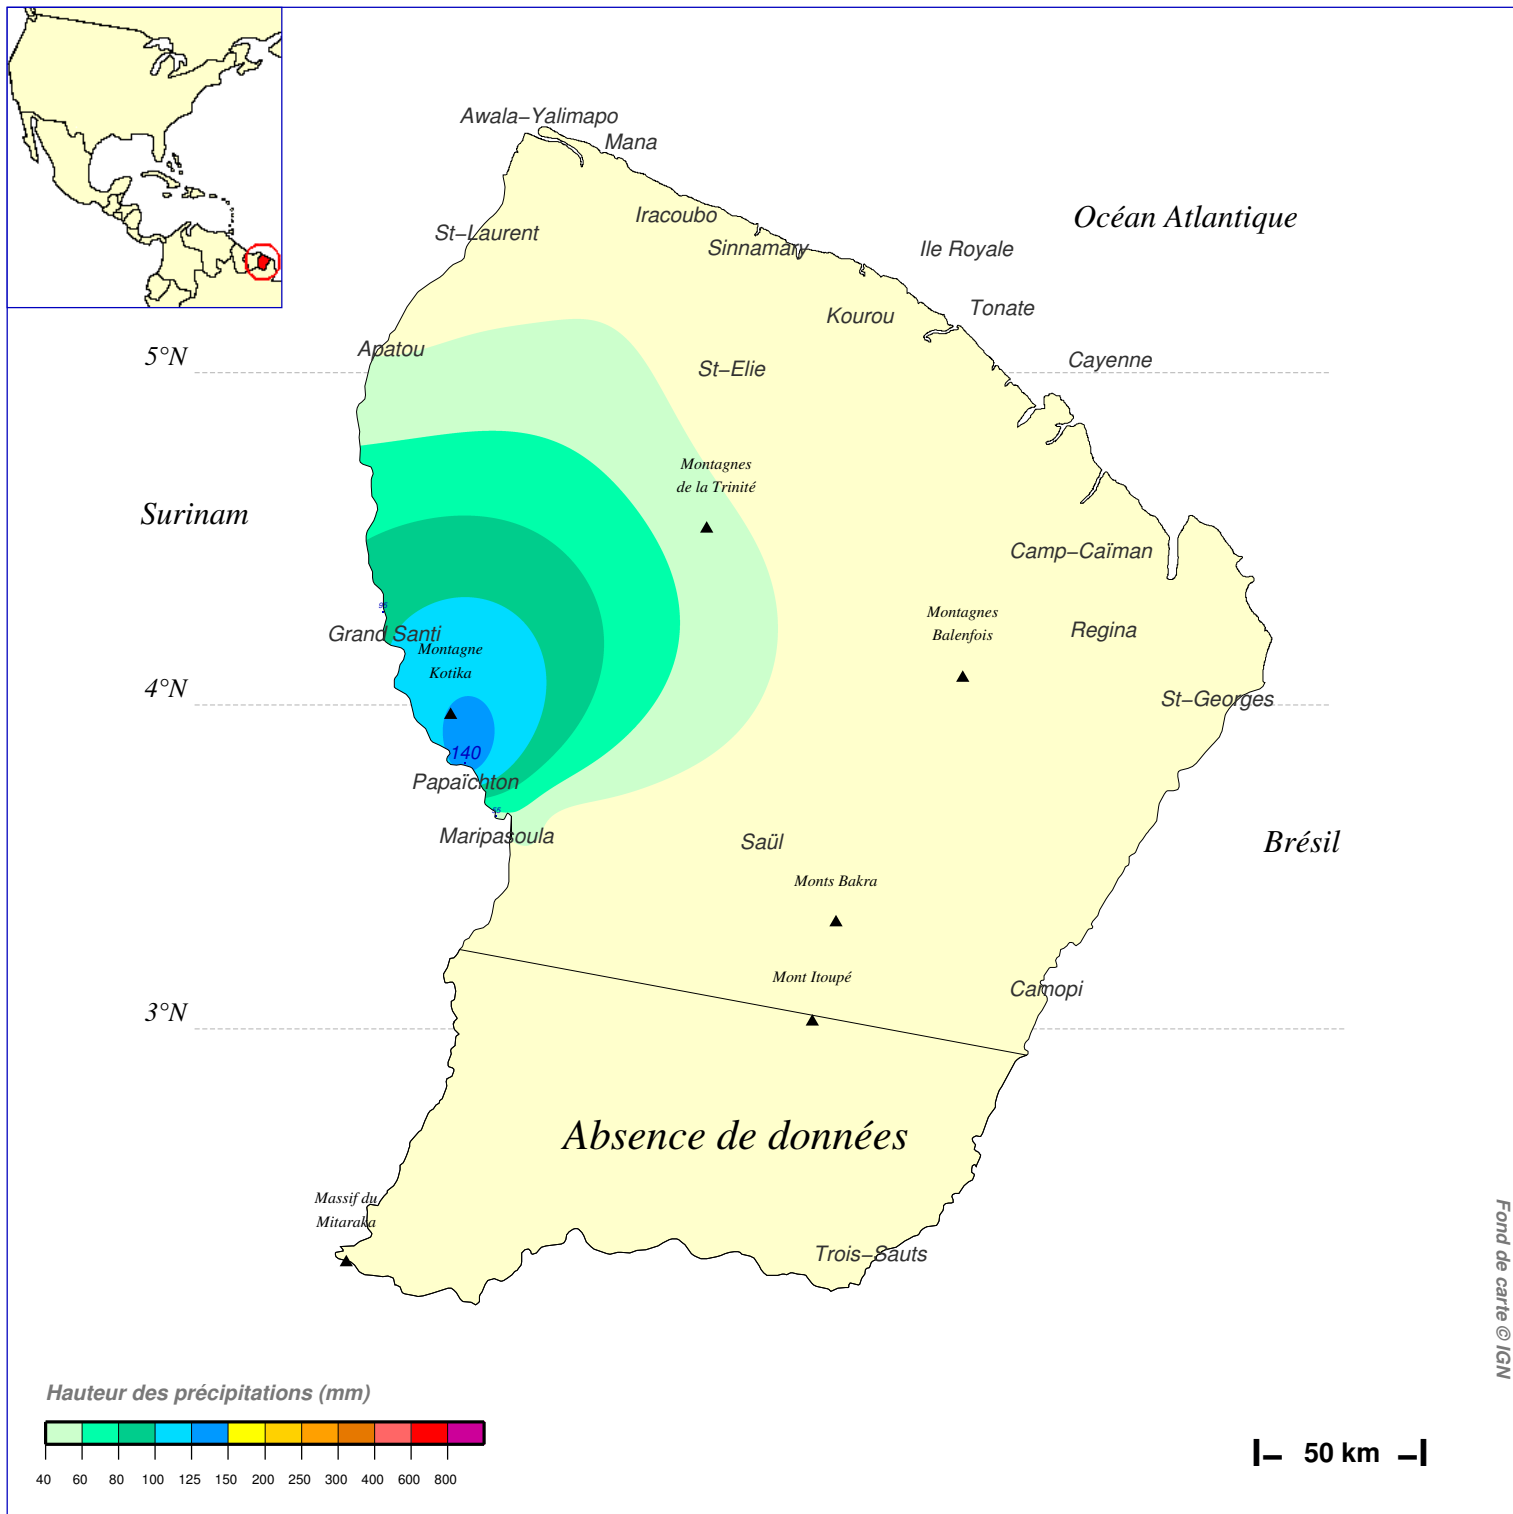 Awala−Yalimapo
Mana
Océan Atlantique
Iracoubo
St−Laurent
Sinnamary
Ile Royale
Tonate
Kourou
Apatou
5°N
Cayenne
St−Elie
Montagnes
de la Trinité
Surinam
Camp−Caïman
95
Montagnes
Balenfois
Regina
Grand Santi
Montagne
Kotika
4°N
St−Georges
140
Papaïchton
55
Maripasoula
Saül
Brésil
Monts Bakra
Mont Itoupé
Camopi
3°N
Absence de données
Massif du
Mitaraka
Trois−Sauts
Fond de carte © IGN
Hauteur des précipitations (mm)
40 60 80 100 125 150 200 250 300 400 600 800
50 km